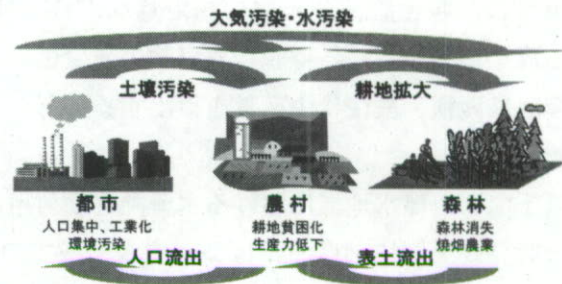 大気汚染・水汚染
土壌汚染
耕地拡大
都市
人口集中、工業化
環境汚染
農村
耕地貧困化
生産力低下
森林
森林消失
焼畑農業
人口流出
表土流出